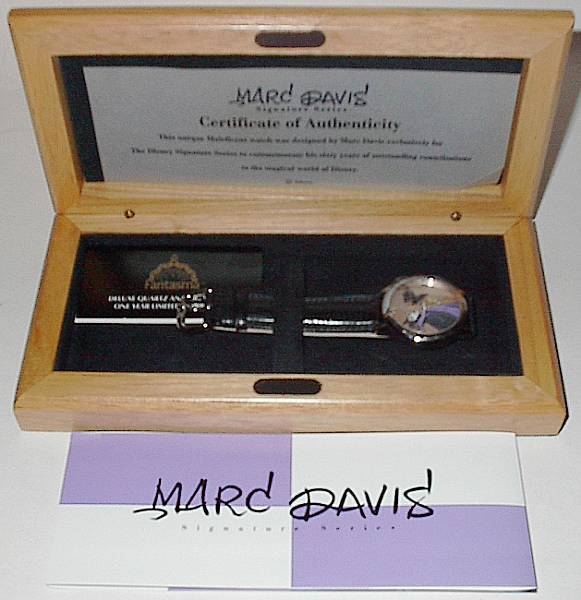 MARC DAVIS
Signature Series
Certificate of Authenticity
This unique Maleficent watch was designed by Marc Davis exclusively for
The Disney Signature Series to commemorate his sixty years of outstanding contributions
to the magical world of Disney.
Fantasma
DELUXE QUARTZ
ONE YEAR LIMITED
MARC DAVIS
Signature Series